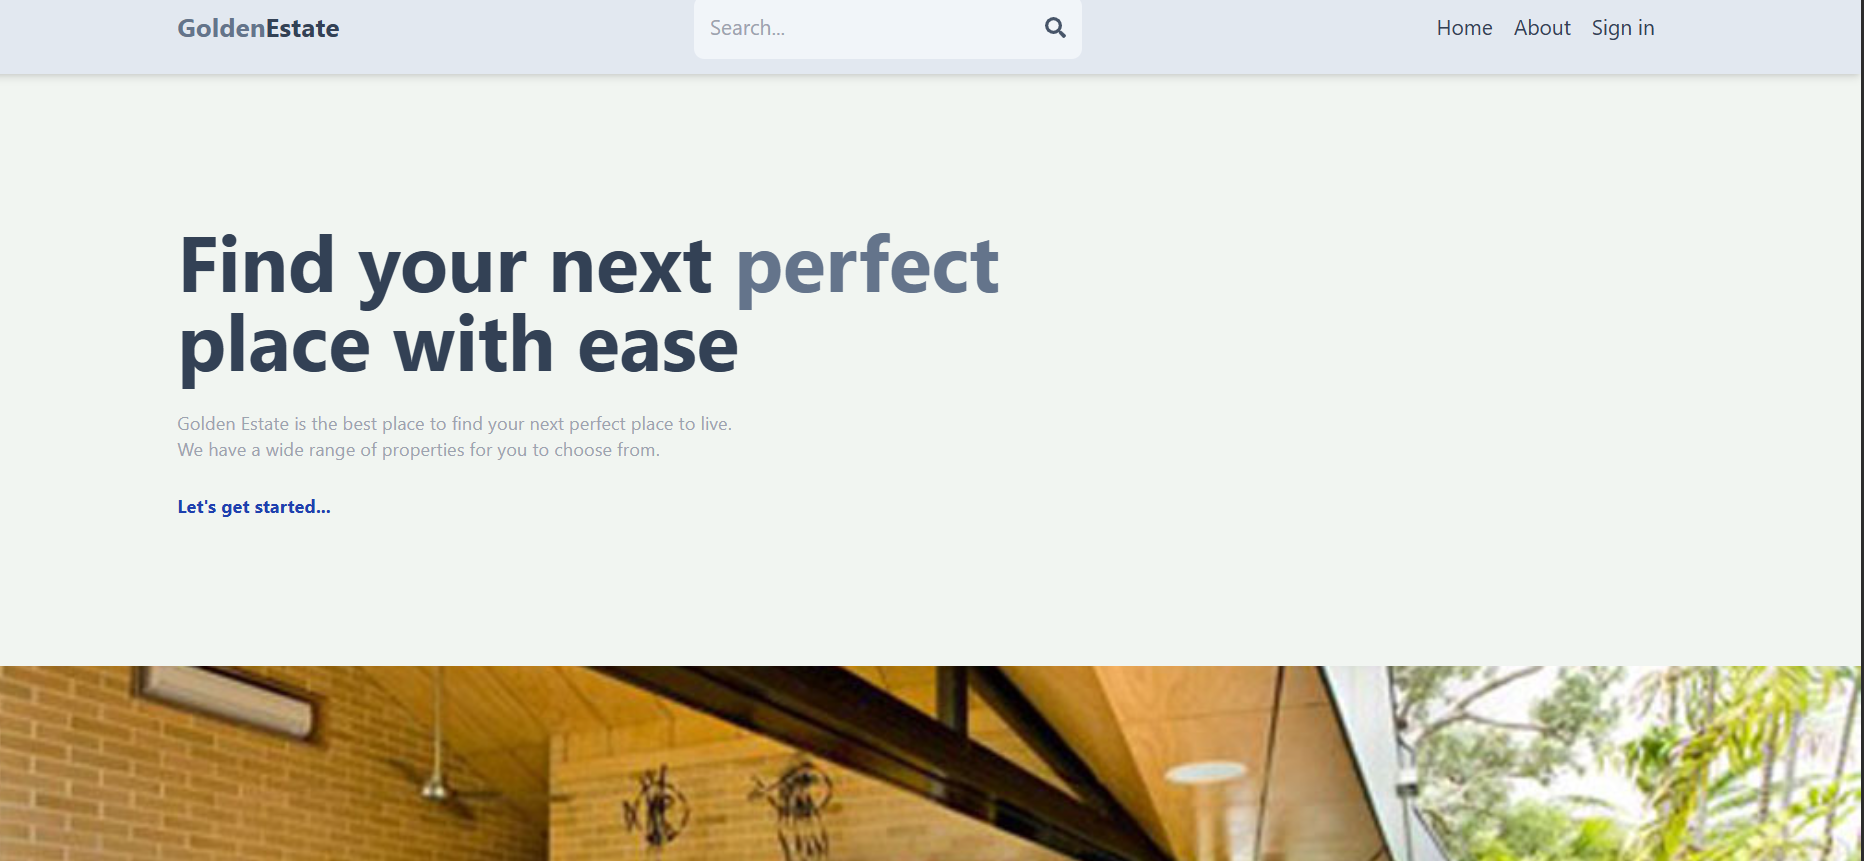 GoldenEstate
Search...
Home
About
Sign in
Find your next perfect
place with ease
Golden Estate is the best place to find your next perfect place to live.
We have a wide range of properties for you to choose from.
Let's get started...